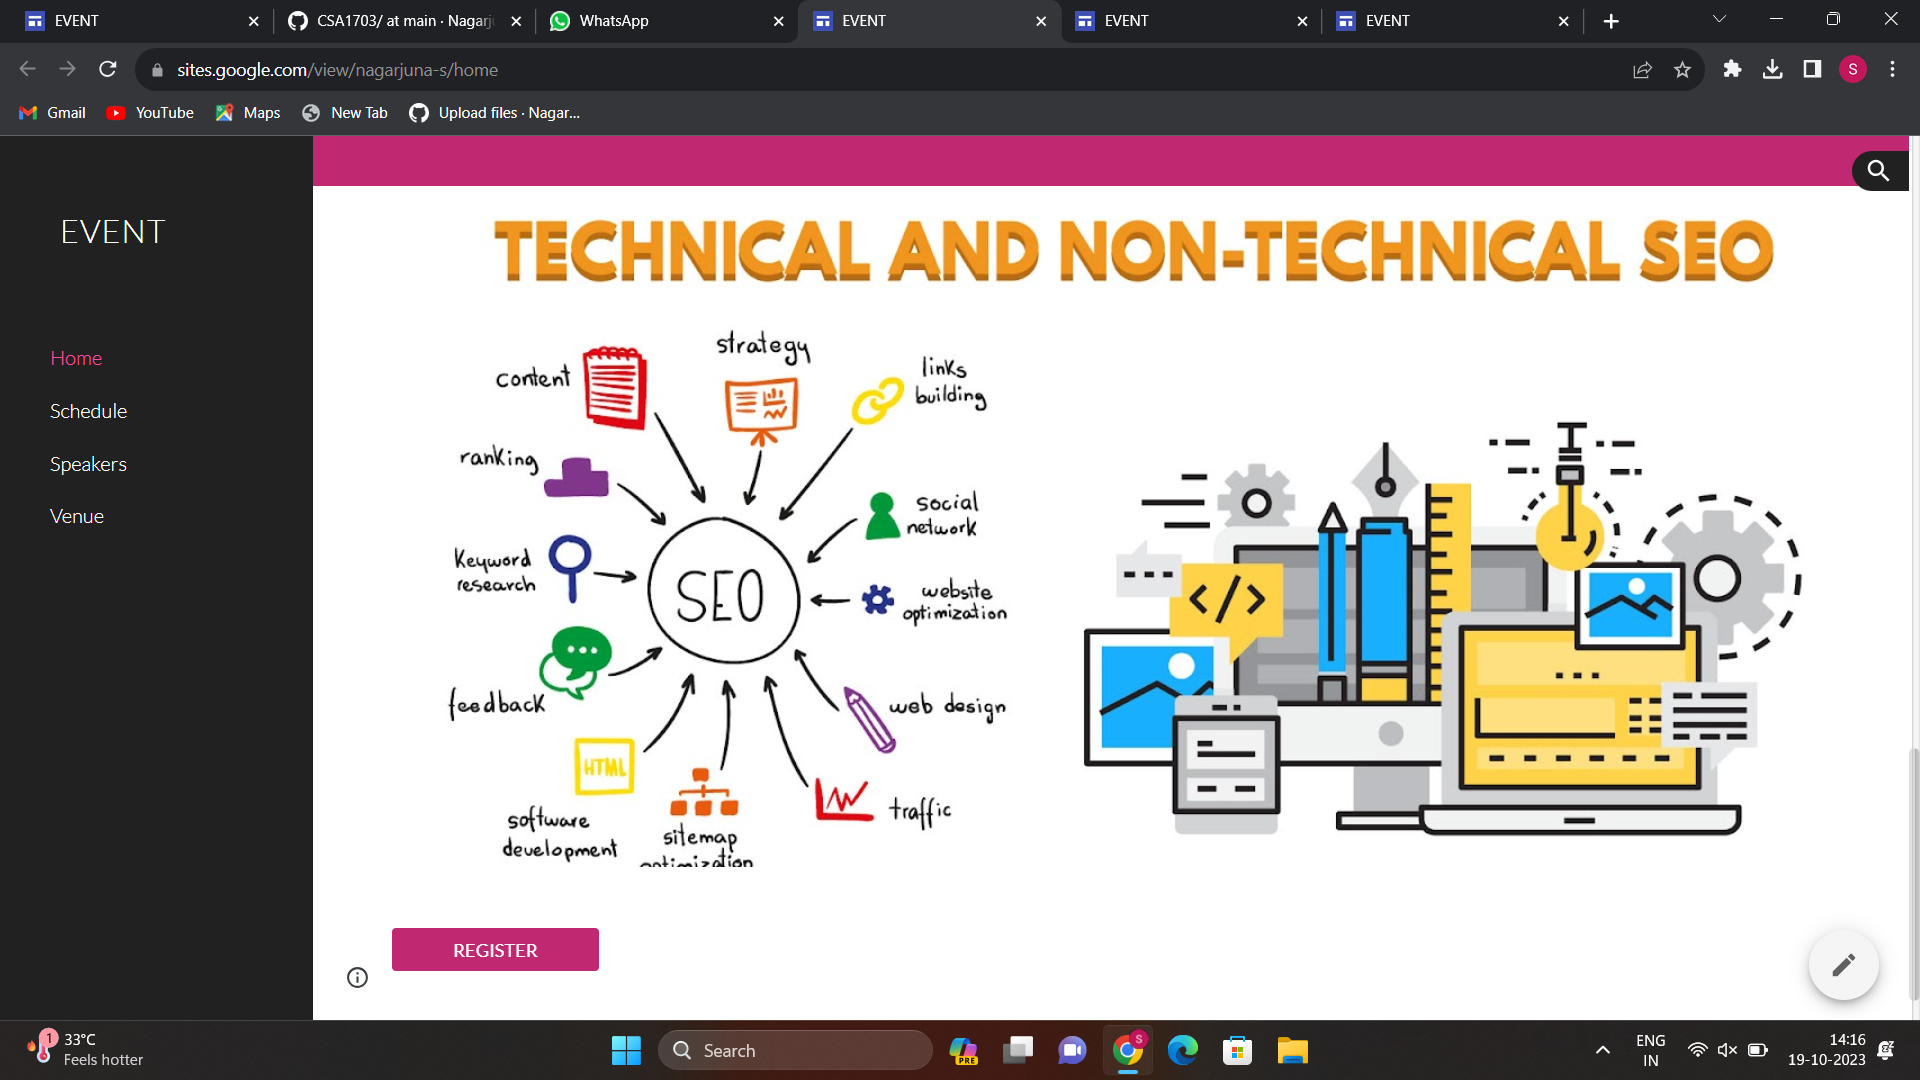 EVENT
CSA1703/ at main · Nagarju
WhatsApp
EVENT
EVENT
EVENT
sites.google.com/view/nagarjuna-s/home
S
Gmail
YouTube
Maps
New Tab
Upload files · Nagar...
EVENT
Home
Schedule
Speakers
Venue
TECHNICAL AND NON-TECHNICAL SEO
strategy
content
links
building
ranking
social
network
Keyword
research
SEO
website
optimization
feedback
web design
HTML
software
development
sitemap
optimization
traffic
</>
REGISTER
1
33°C
Feels hotter
Search
PRE
S
ENG
IN
14:16
19-10-2023